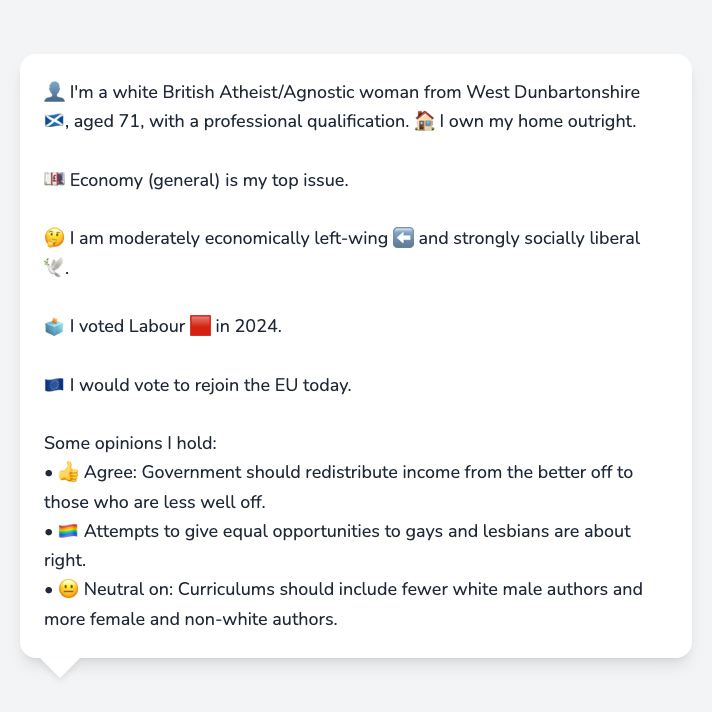 👤 I'm a white British Atheist/Agnostic woman from West Dunbartonshire
🏴󠁧󠁢󠁳󠁣󠁴󠁿, aged 71, with a professional qualification. 🏠 I own my home outright.
💷 Economy (general) is my top issue.
🤔 I am moderately economically left-wing ⬅️ and strongly socially liberal
🕊️.
🗳️ I voted Labour 🟥 in 2024.
🇪🇺 I would vote to rejoin the EU today.
Some opinions I hold:
• 👍 Agree: Government should redistribute income from the better off to
those who are less well off.
• 🏳️‍🌈 Attempts to give equal opportunities to gays and lesbians are about
right.
• 😐 Neutral on: Curriculums should include fewer white male authors and
more female and non-white authors.